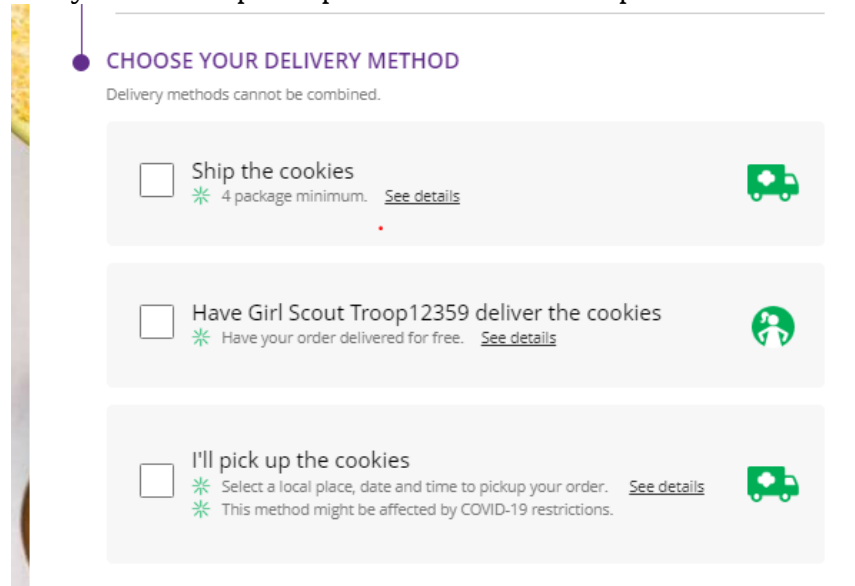 CHOOSE YOUR DELIVERY METHOD
Delivery methods cannot be combined.
Ship the cookies
4 package minimum. See details
Have Girl Scout Troop12359 deliver the cookies
Have your order delivered for free. See details
I'll pick up the cookies
Select a local place, date and time to pickup your order. See details
This method might be affected by COVID-19 restrictions.